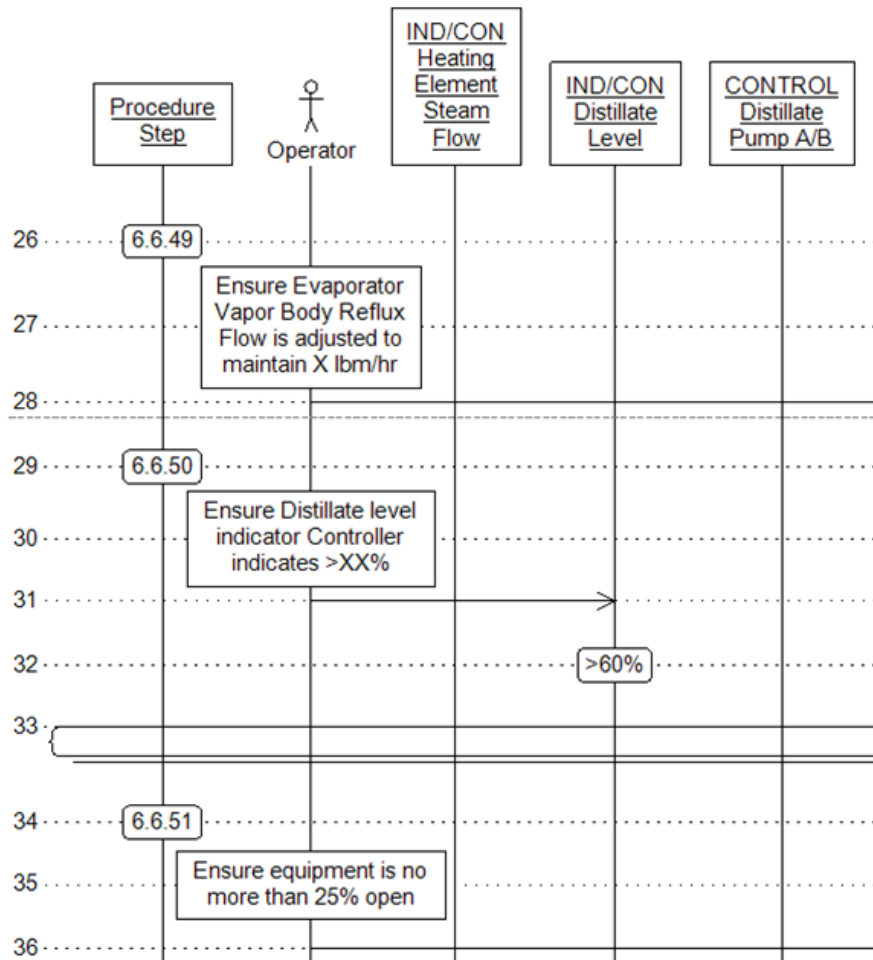 Procedure
Step
Operator
IND/CON
Heating
Element
Steam
Flow
IND/CON
Distillate
Level
CONTROL
Distillate
Pump A/B
26
6.6.49
Ensure Evaporator
Vapor Body Reflux
Flow is adjusted to
maintain X lbm/hr
27
28
29
6.6.50
Ensure Distillate level
indicator Controller
indicates >XX%
30
31
32
>60%
33
34
6.6.51
Ensure equipment is no
more than 25% open
35
36